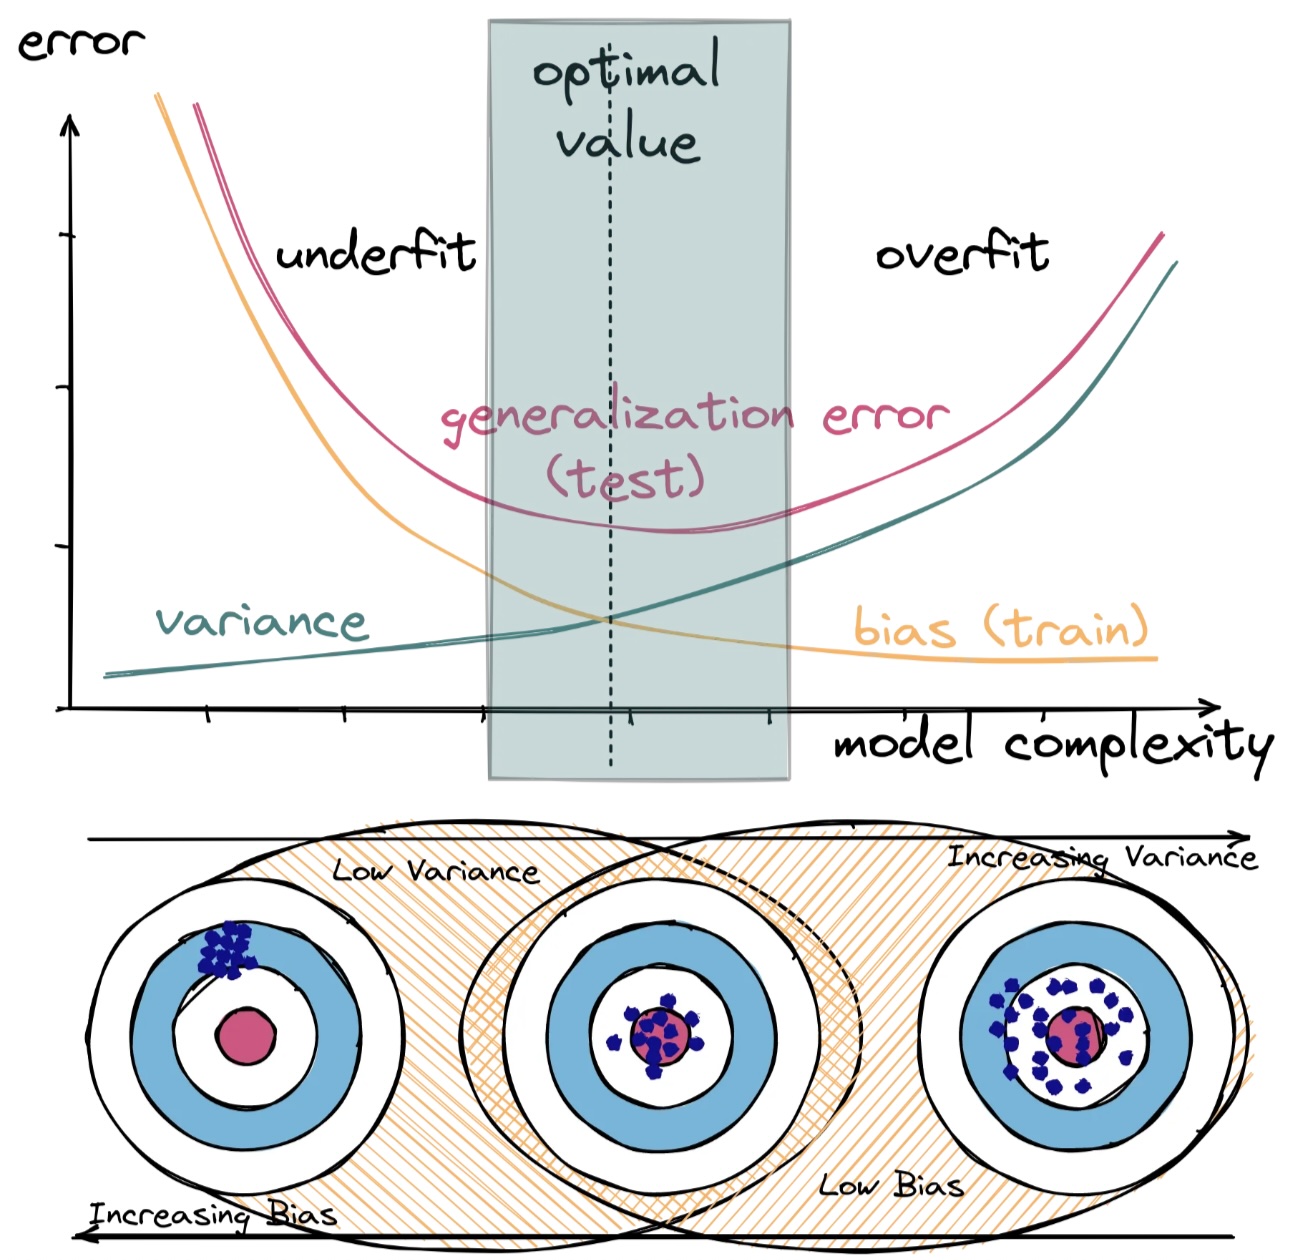 error
optimal
value
underfit
overfit
generalization error
(test)
variance
bias (train)
model complexity
Low Variance
Increasing Variance
Low Bias
Increasing Bias